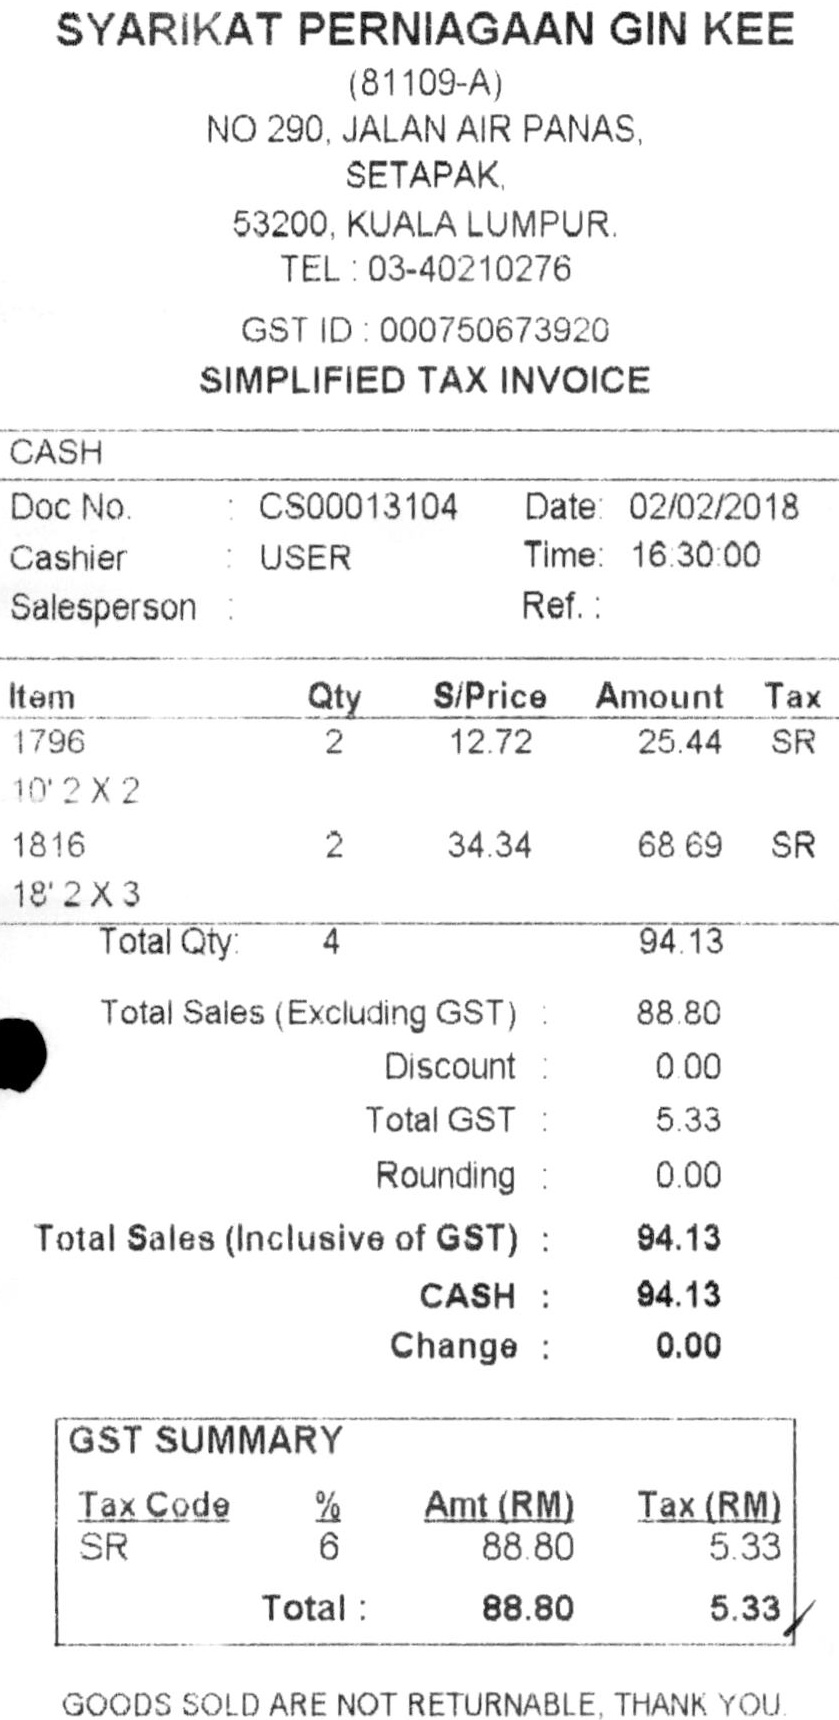 SYARIKAT PERNIAGAAN GIN KEE
(81109-A)
NO 290, JALAN AIR PANAS,
SETAPAK,
53200, KUALA LUMPUR.
TEL : 03-40210276
GST ID : 000750673920
SIMPLIFIED TAX INVOICE
CASH
Doc No. : CS00013104 Date: 02/02/2018
Cashier : USER Time: 16:30:00
Salesperson : Ref. :
Item Qty S/Price Amount Tax
1796 2 12.72 25.44 SR
10' 2 X 2
1816 2 34.34 68.69 SR
18' 2 X 3
Total Qty: 4 94.13
Total Sales (Excluding GST) : 88.80
Discount : 0.00
Total GST : 5.33
Rounding : 0.00
Total Sales (Inclusive of GST) : 94.13
CASH : 94.13
Change : 0.00
GST SUMMARY
Tax Code % Amt (RM) Tax (RM)
SR 6 88.80 5.33
Total : 88.80 5.33
GOODS SOLD ARE NOT RETURNABLE, THANK YOU.